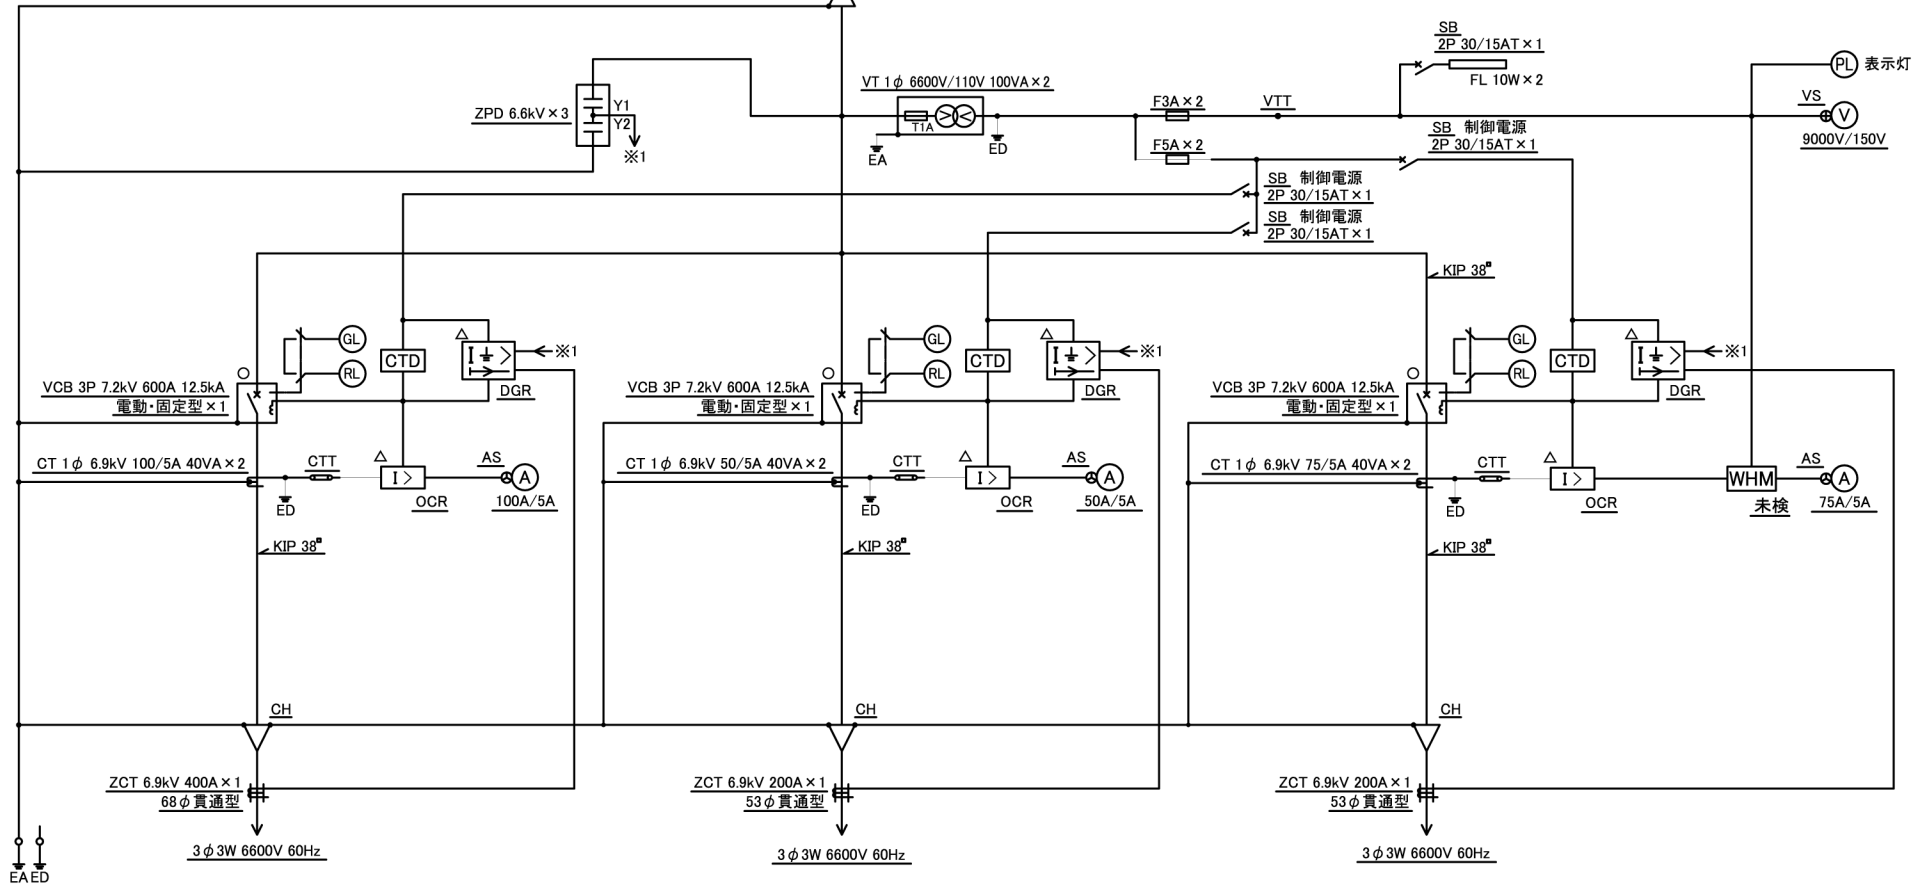 SB
2P 30/15AT×1
FL 10W×2
PL 表示灯
VS
V
9000V/150V
ZPD 6.6kV×3
Y1
Y2
※1
VT 1φ 6600V/110V 100VA×2
T1A
EA
ED
F3A×2
VTT
F5A×2
SB 制御電源
2P 30/15AT×1
SB 制御電源
2P 30/15AT×1
SB 制御電源
2P 30/15AT×1
KIP 38□
GL
RL
CTD
I
※1
DGR
VCB 3P 7.2kV 600A 12.5kA
電動・固定型×1
CT 1φ 6.9kV 100/5A 40VA×2
CTT
ED
I >
OCR
AS
A
100A/5A
KIP 38□
CH
ZCT 6.9kV 400A×1
68φ貫通型
3φ3W 6600V 60Hz
GL
RL
CTD
I
※1
DGR
VCB 3P 7.2kV 600A 12.5kA
電動・固定型×1
CT 1φ 6.9kV 50/5A 40VA×2
CTT
ED
I >
OCR
AS
A
50A/5A
KIP 38□
CH
ZCT 6.9kV 200A×1
53φ貫通型
3φ3W 6600V 60Hz
GL
RL
CTD
I
※1
DGR
VCB 3P 7.2kV 600A 12.5kA
電動・固定型×1
CT 1φ 6.9kV 75/5A 40VA×2
CTT
ED
I >
OCR
WHM
未検
AS
A
75A/5A
KIP 38□
CH
ZCT 6.9kV 200A×1
53φ貫通型
3φ3W 6600V 60Hz
EA ED